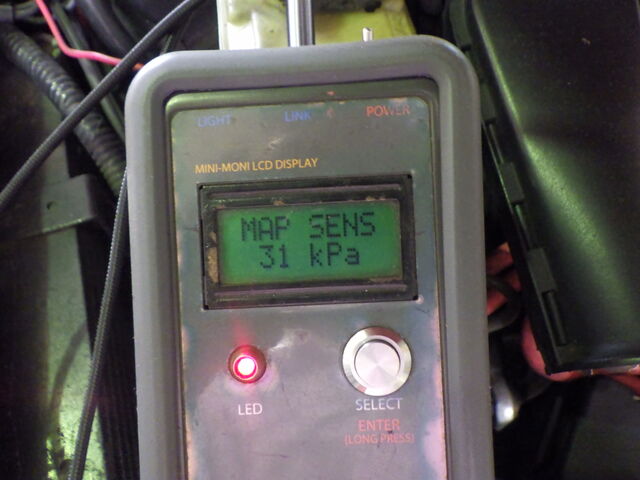 LIGHT LINK POWER
MINI-MONI LCD DISPLAY
MAP SENS
31 kPa
LED
SELECT
ENTER
(LONG PRESS)